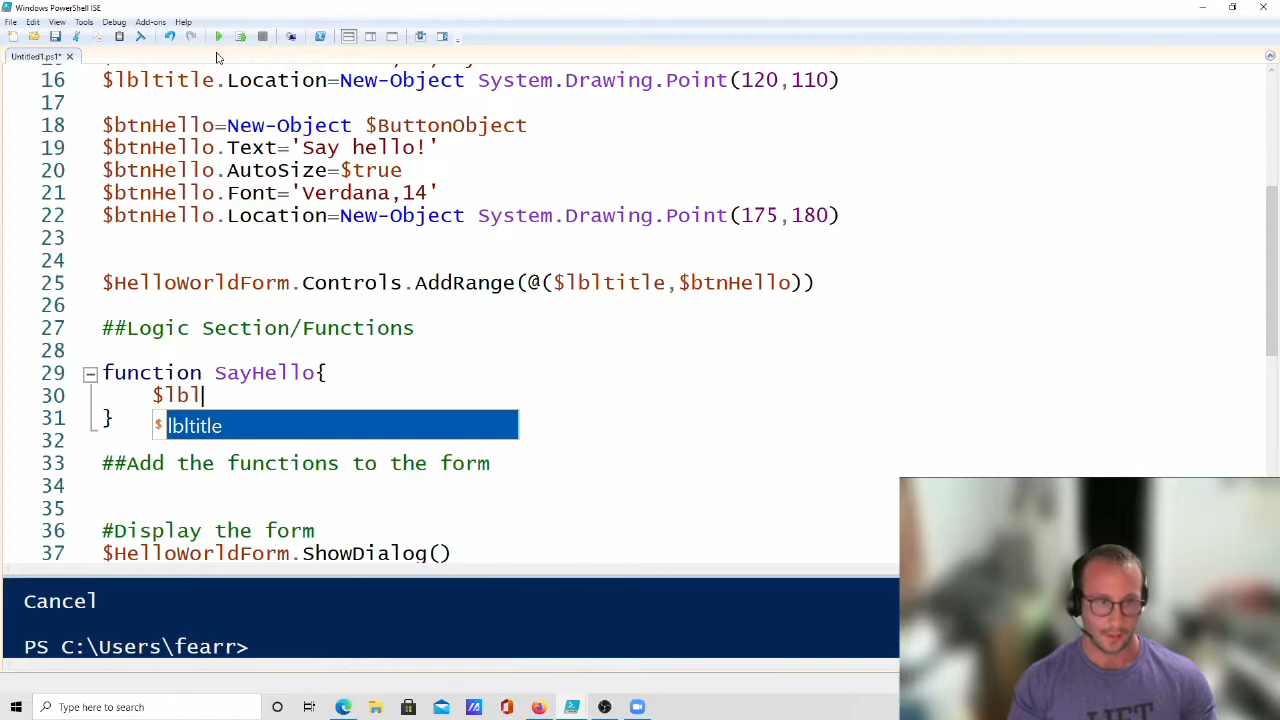 Windows PowerShell ISE
File Edit View Tools Debug Add-ons Help
Untitled1.ps1*
16 $lbltitle.Location=New-Object System.Drawing.Point(120,110)
17
18 $btnHello=New-Object $ButtonObject
19 $btnHello.Text='Say hello!'
20 $btnHello.AutoSize=$true
21 $btnHello.Font='Verdana,14'
22 $btnHello.Location=New-Object System.Drawing.Point(175,180)
23
24
25 $HelloWorldForm.Controls.AddRange(@($lbltitle,$btnHello))
26
27 ##Logic Section/Functions
28
29 function SayHello{
30 $lbl
31 }
$ lbltitle
32
33 ##Add the functions to the form
34
35
36 #Display the form
37 $HelloWorldForm.ShowDialog()
Cancel
PS C:\Users\fearr>
Type here to search